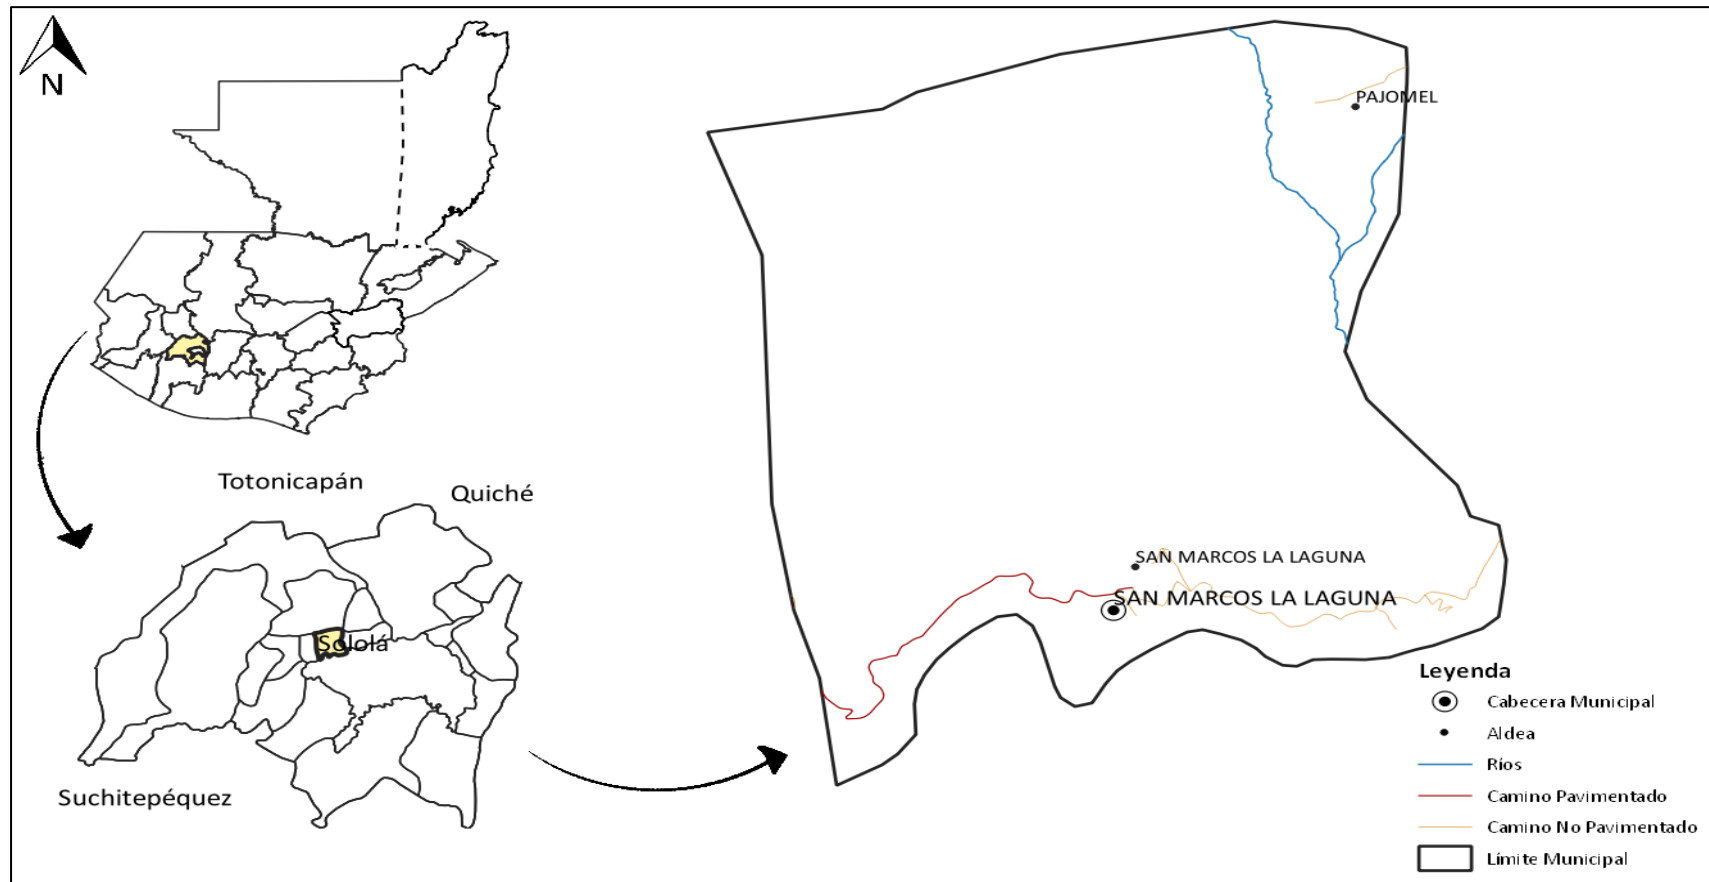 N
Totonicapán
Quiché
Sololá
Suchitepéquez
PAJOMEL
SAN MARCOS LA LAGUNA
SAN MARCOS LA LAGUNA
Leyenda
Cabecera Municipal
Aldea
Ríos
Camino Pavimentado
Camino No Pavimentado
Límite Municipal